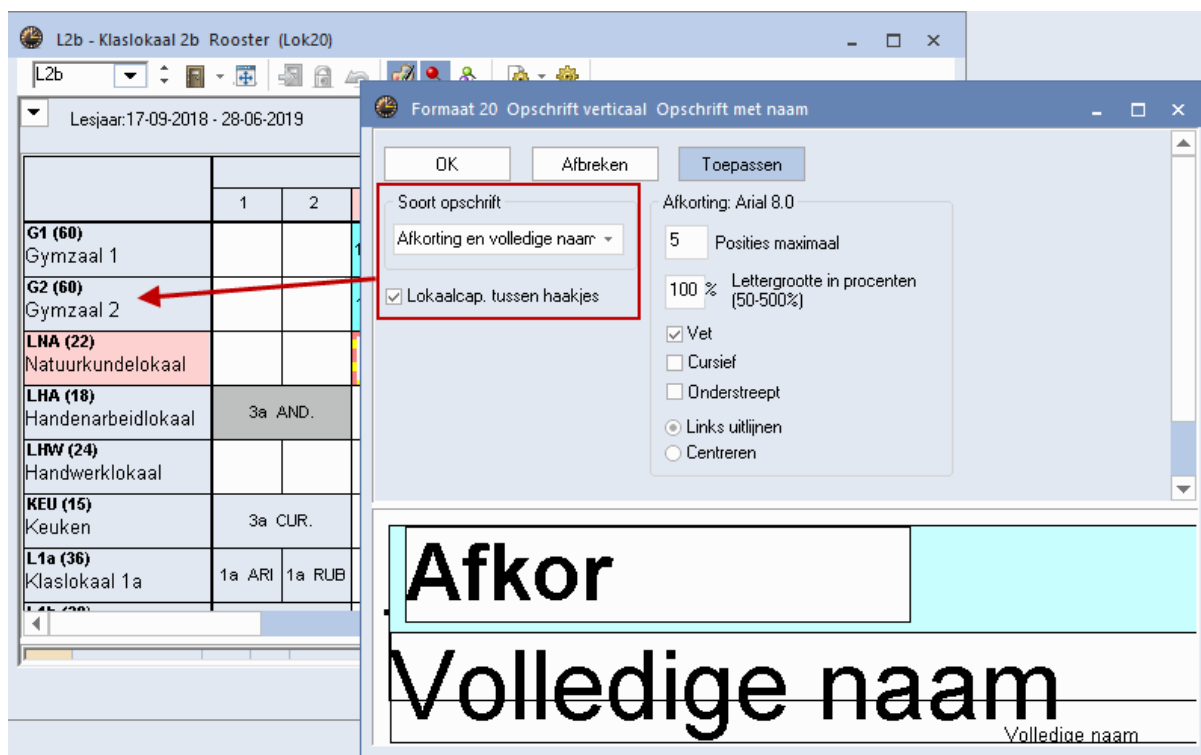 L2b - Klaslokaal 2b Rooster (Lok20)
L2b
Lesjaar:17-09-2018 - 28-06-2019
1 2
G1 (60)
Gymzaal 1
G2 (60)
Gymzaal 2
LNA (22)
Natuurkundelokaal
LHA (18)
Handenarbeidlokaal
3a AND.
LHW (24)
Handwerklokaal
KEU (15)
Keuken
3a CUR.
L1a (36)
Klaslokaal 1a
1a ARI 1a RUB
Formaat 20 Opschrift verticaal Opschrift met naam
OK Afbreken Toepassen
Soort opschrift
Afkorting en volledige naam
Lokaalcap. tussen haakjes
Afkorting: Arial 8.0
5 Posities maximaal
100 % Lettergrootte in procenten
(50-500%)
Vet
Cursief
Onderstreept
Links uitlijnen
Centreren
Afkor
Volledige naam
Volledige naam